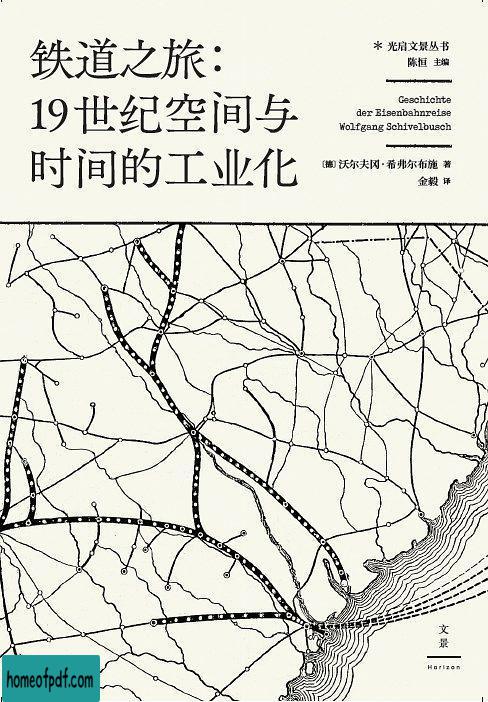 铁道之旅：
19世纪空间与
时间的工业化
* 光启文景丛书
陈恒 主编
Geschichte
der Eisenbahnreise
Wolfgang Schivelbusch
〔德〕沃尔夫冈·希弗尔布施 著
金毅 译
文
景
Horizon
homeofpdf.com